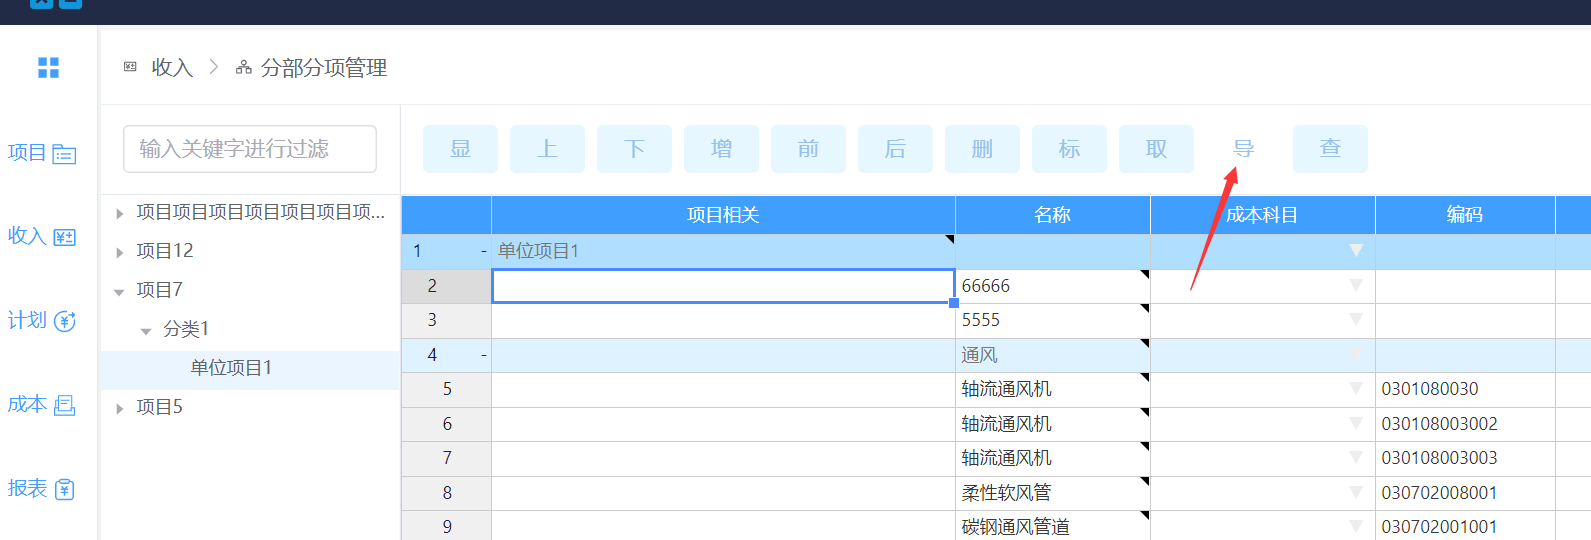 收入 > 分部分项管理
项目
收入
计划
成本
报表
输入关键字进行过滤
项目项目项目项目项目项目项...
项目12
项目7
分类1
单位项目1
项目5
显 上 下 增 前 后 删 标 取 导 查
项目相关 名称 成本科目 编码
1 - 单位项目1
2 66666
3 5555
4 - 通风
5 轴流通风机 0301080030
6 轴流通风机 030108003002
7 轴流通风机 030108003003
8 柔性软风管 030702008001
9 碳钢通风管道 030702001001